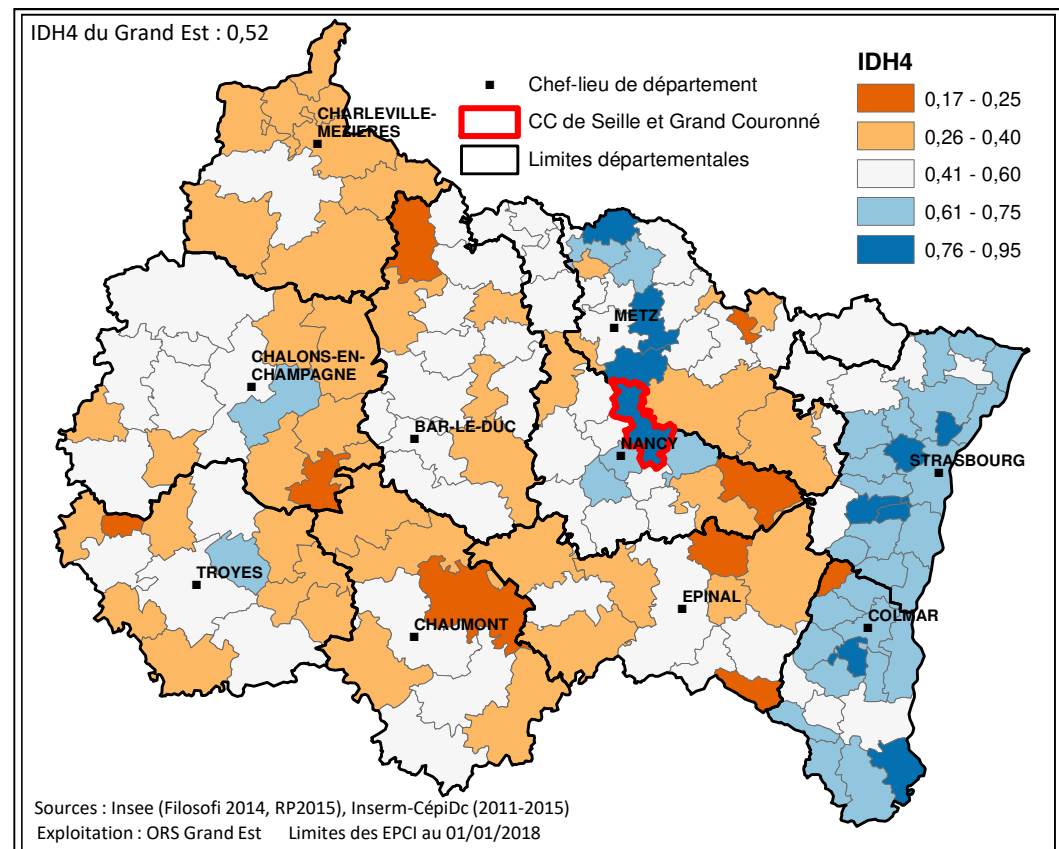 IDH4 du Grand Est : 0,52
IDH4
Chef-lieu de département
CC de Seille et Grand Couronné
Limites départementales
0,17 - 0,25
0,26 - 0,40
0,41 - 0,60
0,61 - 0,75
0,76 - 0,95
CHARLEVILLE-
MEZIERES
METZ
CHALONS-EN-
CHAMPAGNE
BAR-LE-DUC
NANCY
STRASBOURG
TROYES
EPINAL
COLMAR
CHAUMONT
Sources : Insee (Filosofi 2014, RP2015), Inserm-CépiDc (2011-2015)
Exploitation : ORS Grand Est Limites des EPCI au 01/01/2018